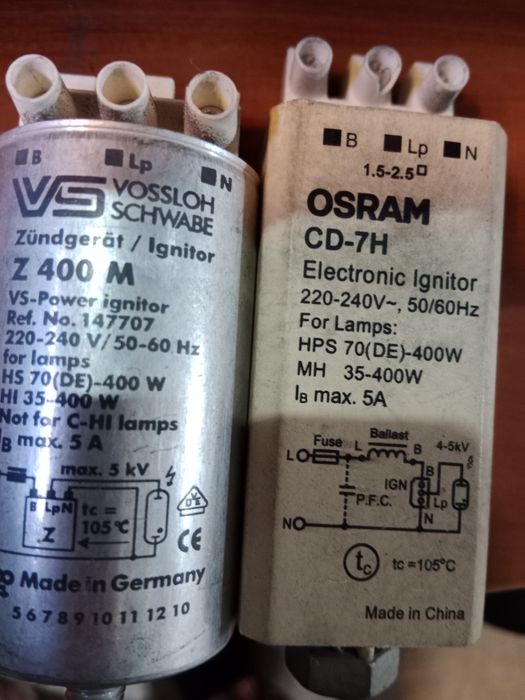 B Lp N
VS VOSSLOH
SCHWABE
Zündgerät / Ignitor
Z 400 M
VS-Power ignitor
Ref. No. 147707
220-240 V/50-60 Hz
for lamps
HS 70(DE)-400 W
HI 35-400 W
Not for C-HI lamps
IB max. 5 A
max. 5 kV
B Lp N
Z
tc =
105°C
CE
Made in Germany
5 6 7 8 9 10 11 12 10
B Lp N
1.5-2.5
OSRAM
CD-7H
Electronic Ignitor
220-240V~, 50/60Hz
For Lamps:
HPS 70(DE)-400W
MH 35-400W
IB max. 5A
Fuse L Ballast B 4-5kV
L
B
IGN
Lp
P.F.C.
N
N
tc tc =105°C
Made in China